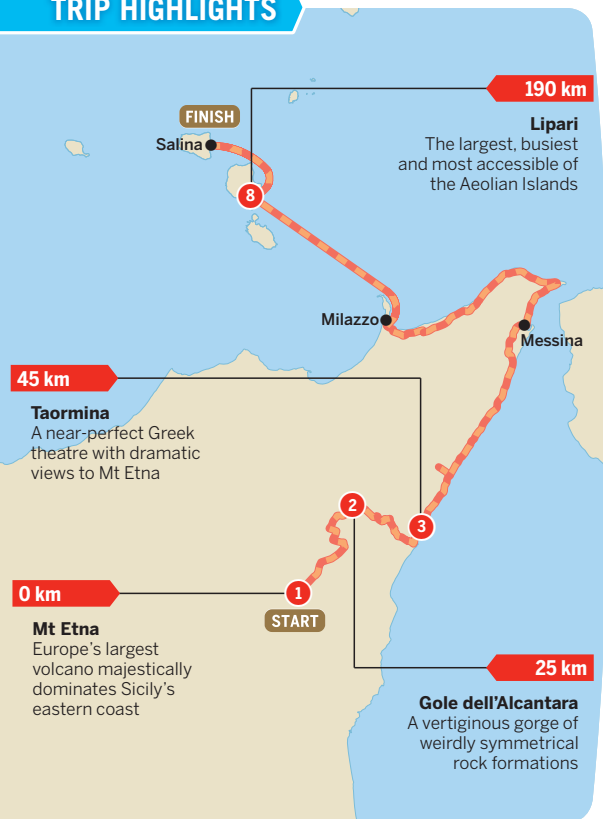 TRIP HIGHLIGHTS
190 km
Lipari
The largest, busiest
and most accessible of
the Aeolian Islands
FINISH
Salina
8
Milazzo
Messina
45 km
Taormina
A near-perfect Greek
theatre with dramatic
views to Mt Etna
2
3
0 km
1
START
Mt Etna
Europe's largest
volcano majestically
dominates Sicily's
eastern coast
25 km
Gole dell'Alcantara
A vertiginous gorge of
weirdly symmetrical
rock formations